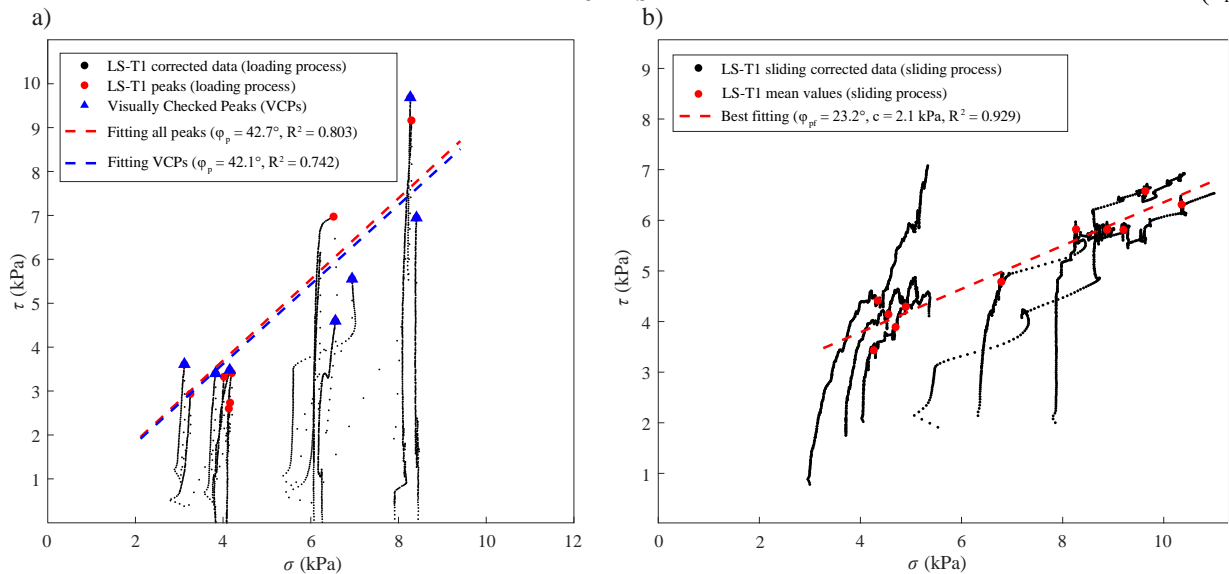 a)
10
9
8
7
6
5
4
3
2
1
τ (kPa)
LS-T1 corrected data (loading process)
LS-T1 peaks (loading process)
Visually Checked Peaks (VCPs)
Fitting all peaks (φp = 42.7°, R² = 0.803)
Fitting VCPs (φp = 42.1°, R² = 0.742)
0 2 4 6 8 10 12
σ (kPa)
b)
9
8
7
6
5
4
3
2
1
τ (kPa)
LS-T1 sliding corrected data (sliding process)
LS-T1 mean values (sliding process)
Best fitting (φpf = 23.2°, c = 2.1 kPa, R² = 0.929)
0 2 4 6 8 10
σ (kPa)